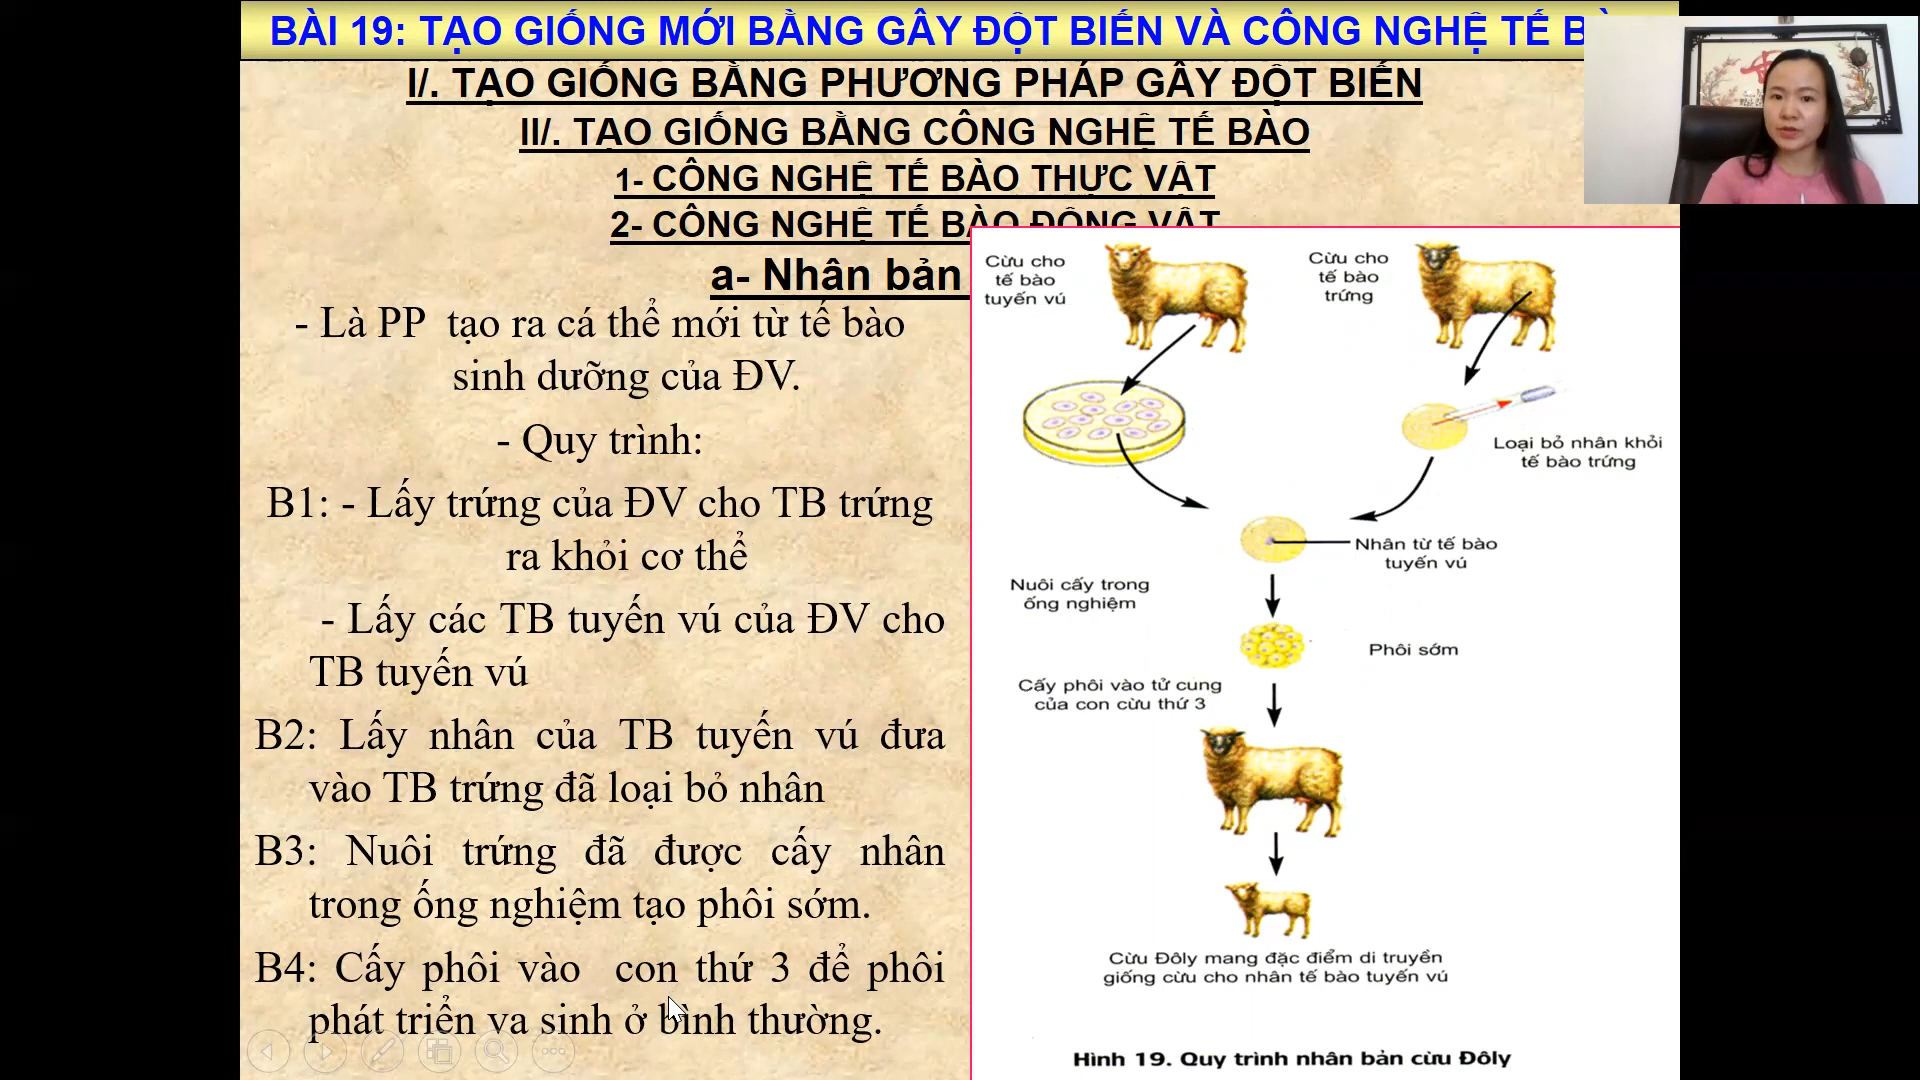 BÀI 19: TẠO GIỐNG MỚI BẰNG GÂY ĐỘT BIẾN VÀ CÔNG NGHỆ TẾ
I/. TẠO GIỐNG BẰNG PHƯƠNG PHÁP GÂY ĐỘT BIẾN
II/. TẠO GIỐNG BẰNG CÔNG NGHỆ TẾ BÀO
1- CÔNG NGHỆ TẾ BÀO THỰC VẬT
2- CÔNG NGHỆ TẾ BÀO ĐỘNG VẬT
a- Nhân bản
- Là PP tạo ra cá thể mới từ tế bào
sinh dưỡng của ĐV.
- Quy trình:
B1: - Lấy trứng của ĐV cho TB trứng
ra khỏi cơ thể
- Lấy các TB tuyến vú của ĐV cho
TB tuyến vú
B2: Lấy nhân của TB tuyến vú đưa
vào TB trứng đã loại bỏ nhân
B3: Nuôi trứng đã được cấy nhân
trong ống nghiệm tạo phôi sớm.
B4: Cấy phôi vào con thứ 3 để phôi
phát triển va sinh ở bình thường.
Cừu cho
tế bào
tuyến vú
Cừu cho
tế bào
trứng
Loại bỏ nhân khỏi
tế bào trứng
Nhân từ tế bào
tuyến vú
Nuôi cấy trong
ống nghiệm
Phôi sớm
Cấy phôi vào tử cung
của con cừu thứ 3
Cừu Đôly mang đặc điểm di truyền
giống cừu cho nhân tế bào tuyến vú
Hình 19. Quy trình nhân bản cừu Đôly